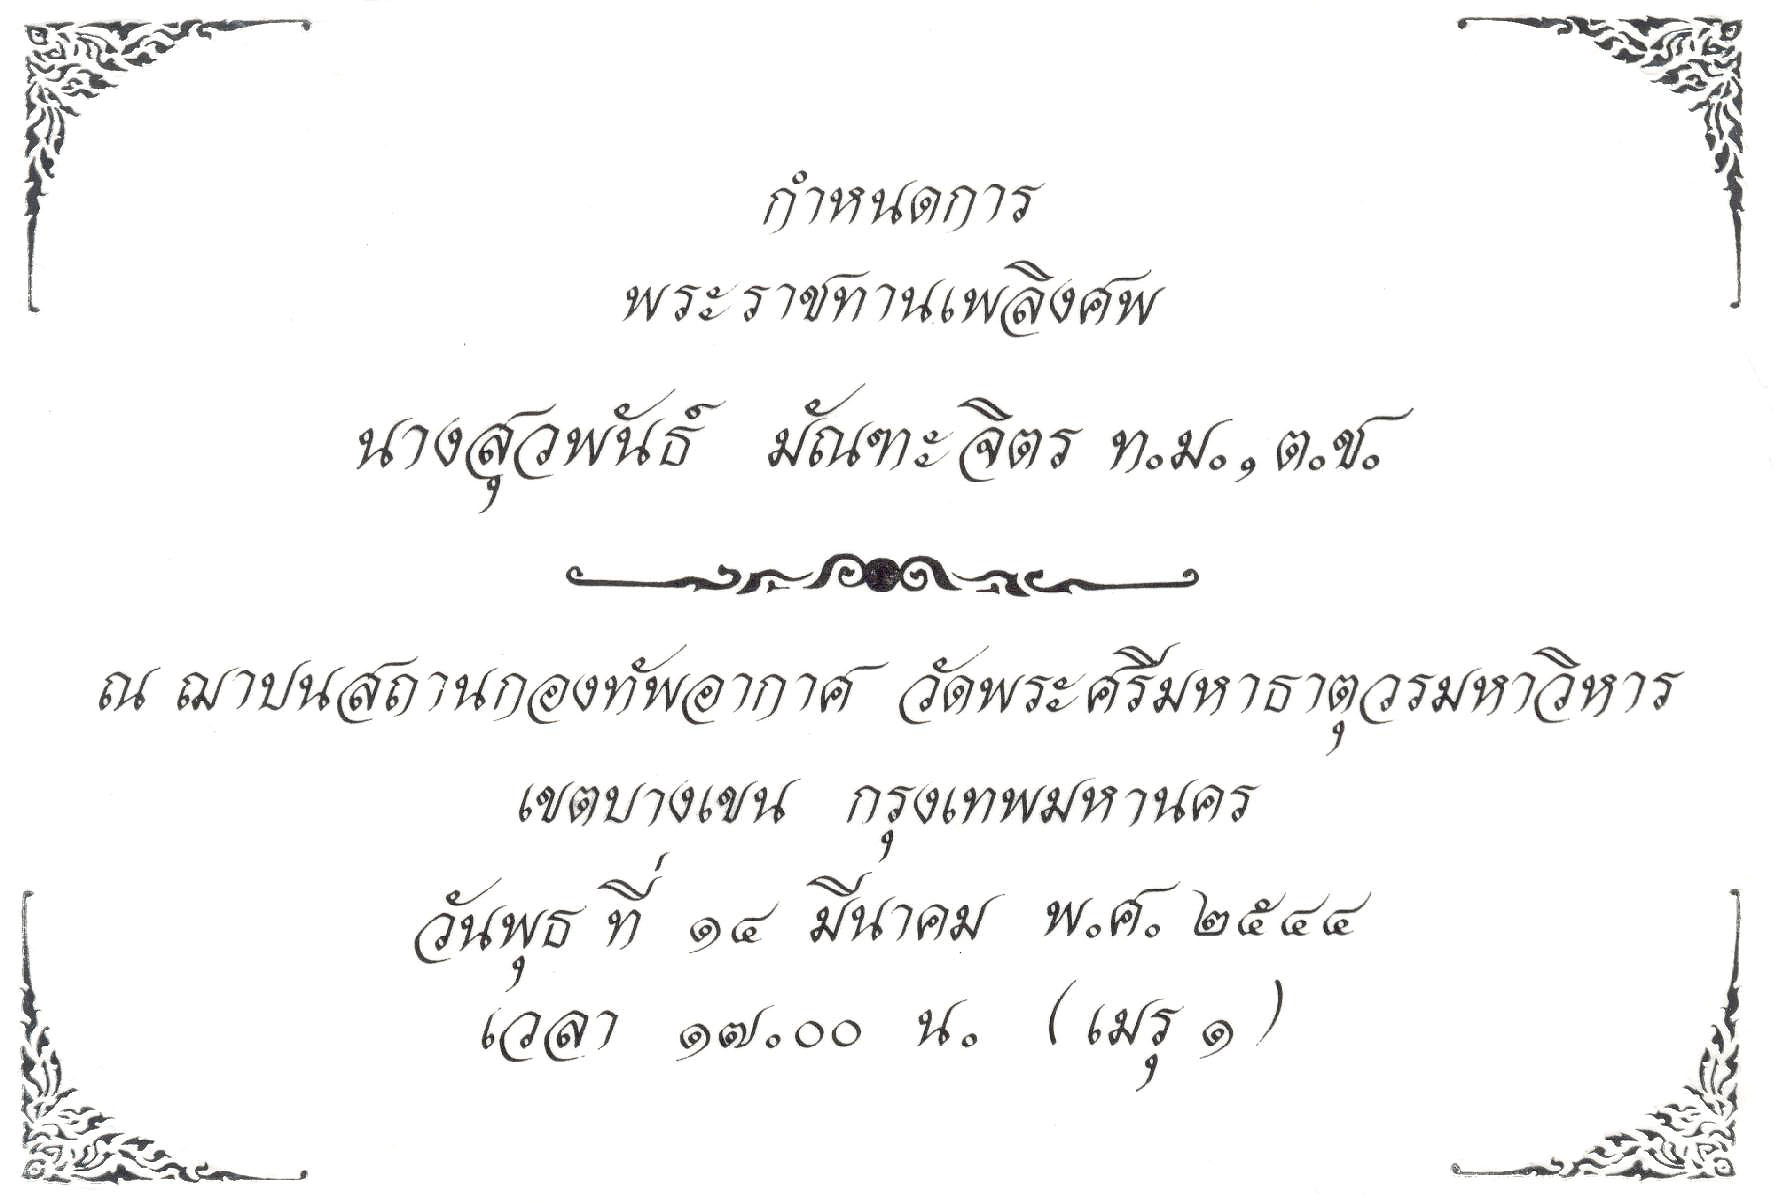 กำหนดการ
พระราชทานเพลิงศพ
นางสุวพันธ์ มัณฑะจิตร ท.ม., ต.ช.
ณ ฌาปนสถานกองทัพอากาศ วัดพระศรีมหาธาตุวรมหาวิหาร
เขตบางเขน กรุงเทพมหานคร
วันพุธ ที่ ๑๔ มีนาคม พ.ศ. ๒๕๔๔
เวลา ๑๗.๐๐ น. (เมรุ ๑)